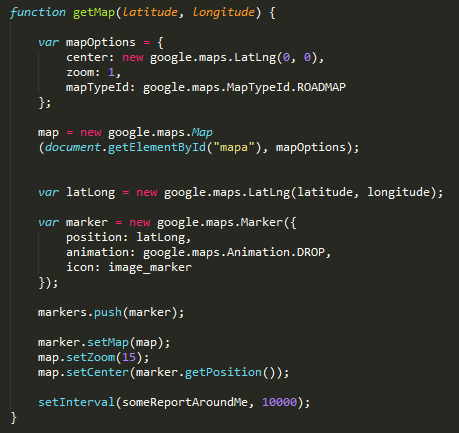 function getMap(latitude, longitude) {
var mapOptions = {
center: new google.maps.LatLng(0, 0),
zoom: 1,
mapTypeId: google.maps.MapTypeId.ROADMAP
};
map = new google.maps.Map
(document.getElementById("mapa"), mapOptions);
var latLong = new google.maps.LatLng(latitude, longitude);
var marker = new google.maps.Marker({
position: latLong,
animation: google.maps.Animation.DROP,
icon: image_marker
});
markers.push(marker);
marker.setMap(map);
map.setZoom(15);
map.setCenter(marker.getPosition());
setInterval(someReportAroundMe, 10000);
}